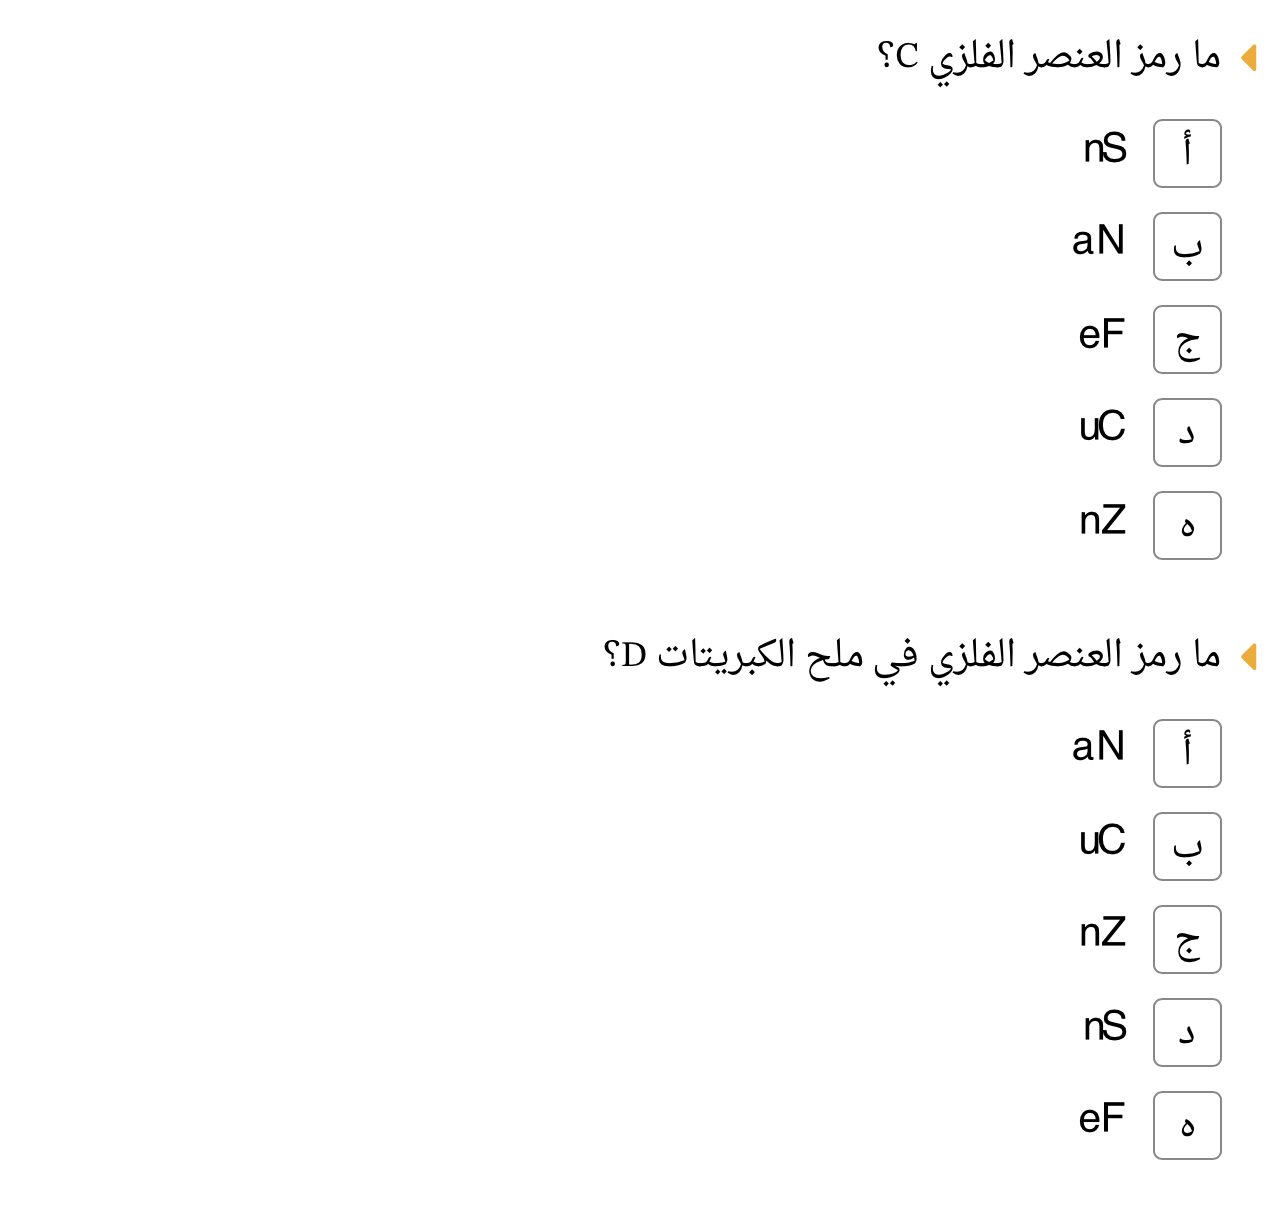 ما رمز العنصر الفلزي C؟
أ nS
ب aN
ج eF
د uC
ه nZ
ما رمز العنصر الفلزي في ملح الكبريتات D؟
أ aN
ب uC
ج nZ
د nS
ه eF